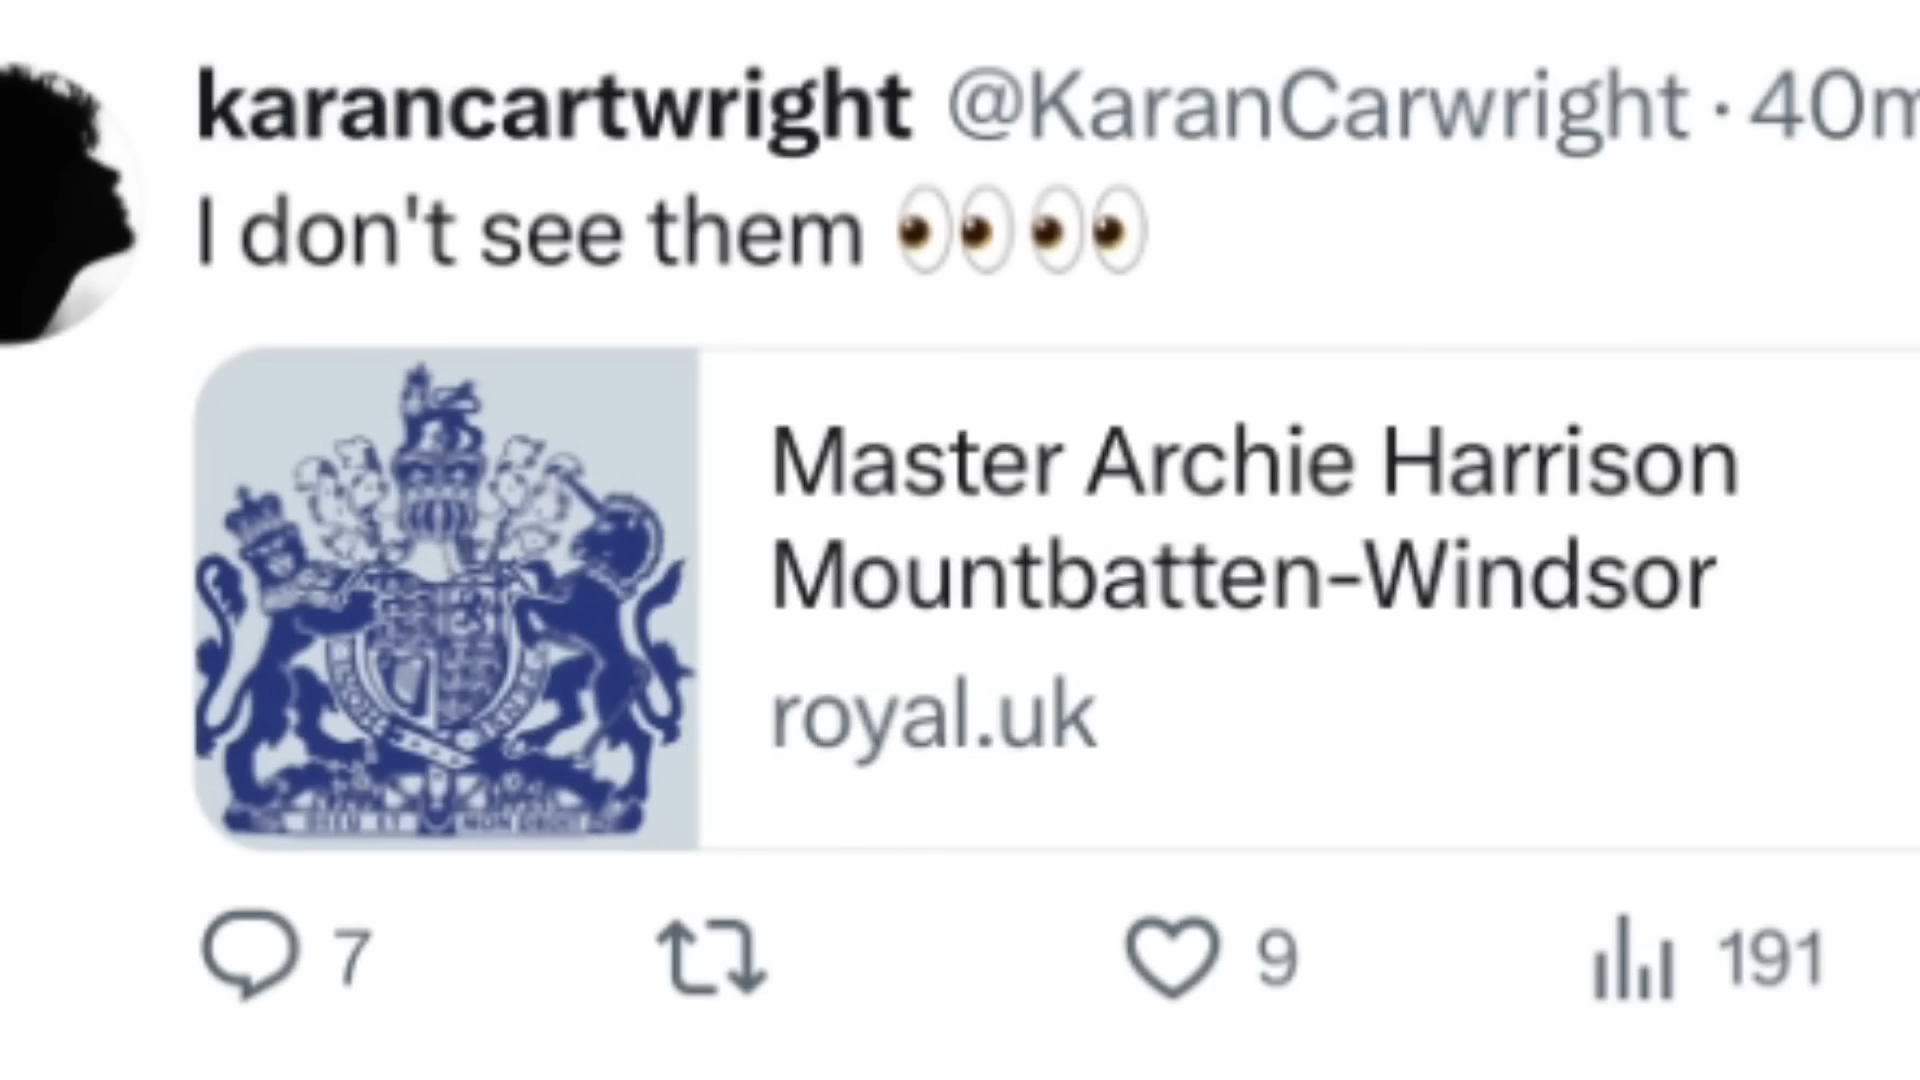 karancartwright @KaranCarwright · 40m
I don't see them 👀👀
Master Archie Harrison
Mountbatten-Windsor
royal.uk
7 9 191